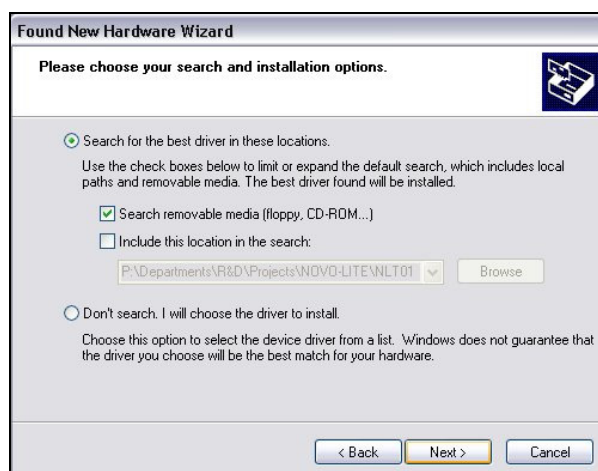 Found New Hardware Wizard
Please choose your search and installation options.
Search for the best driver in these locations.
Use the check boxes below to limit or expand the default search, which includes local
paths and removable media. The best driver found will be installed.
Search removable media (floppy, CD-ROM...)
Include this location in the search:
P:\Departments\R&D\Projects\NOVO-LITE\NLT01
Browse
Don't search. I will choose the driver to install.
Choose this option to select the device driver from a list. Windows does not guarantee that
the driver you choose will be the best match for your hardware.
< Back Next > Cancel